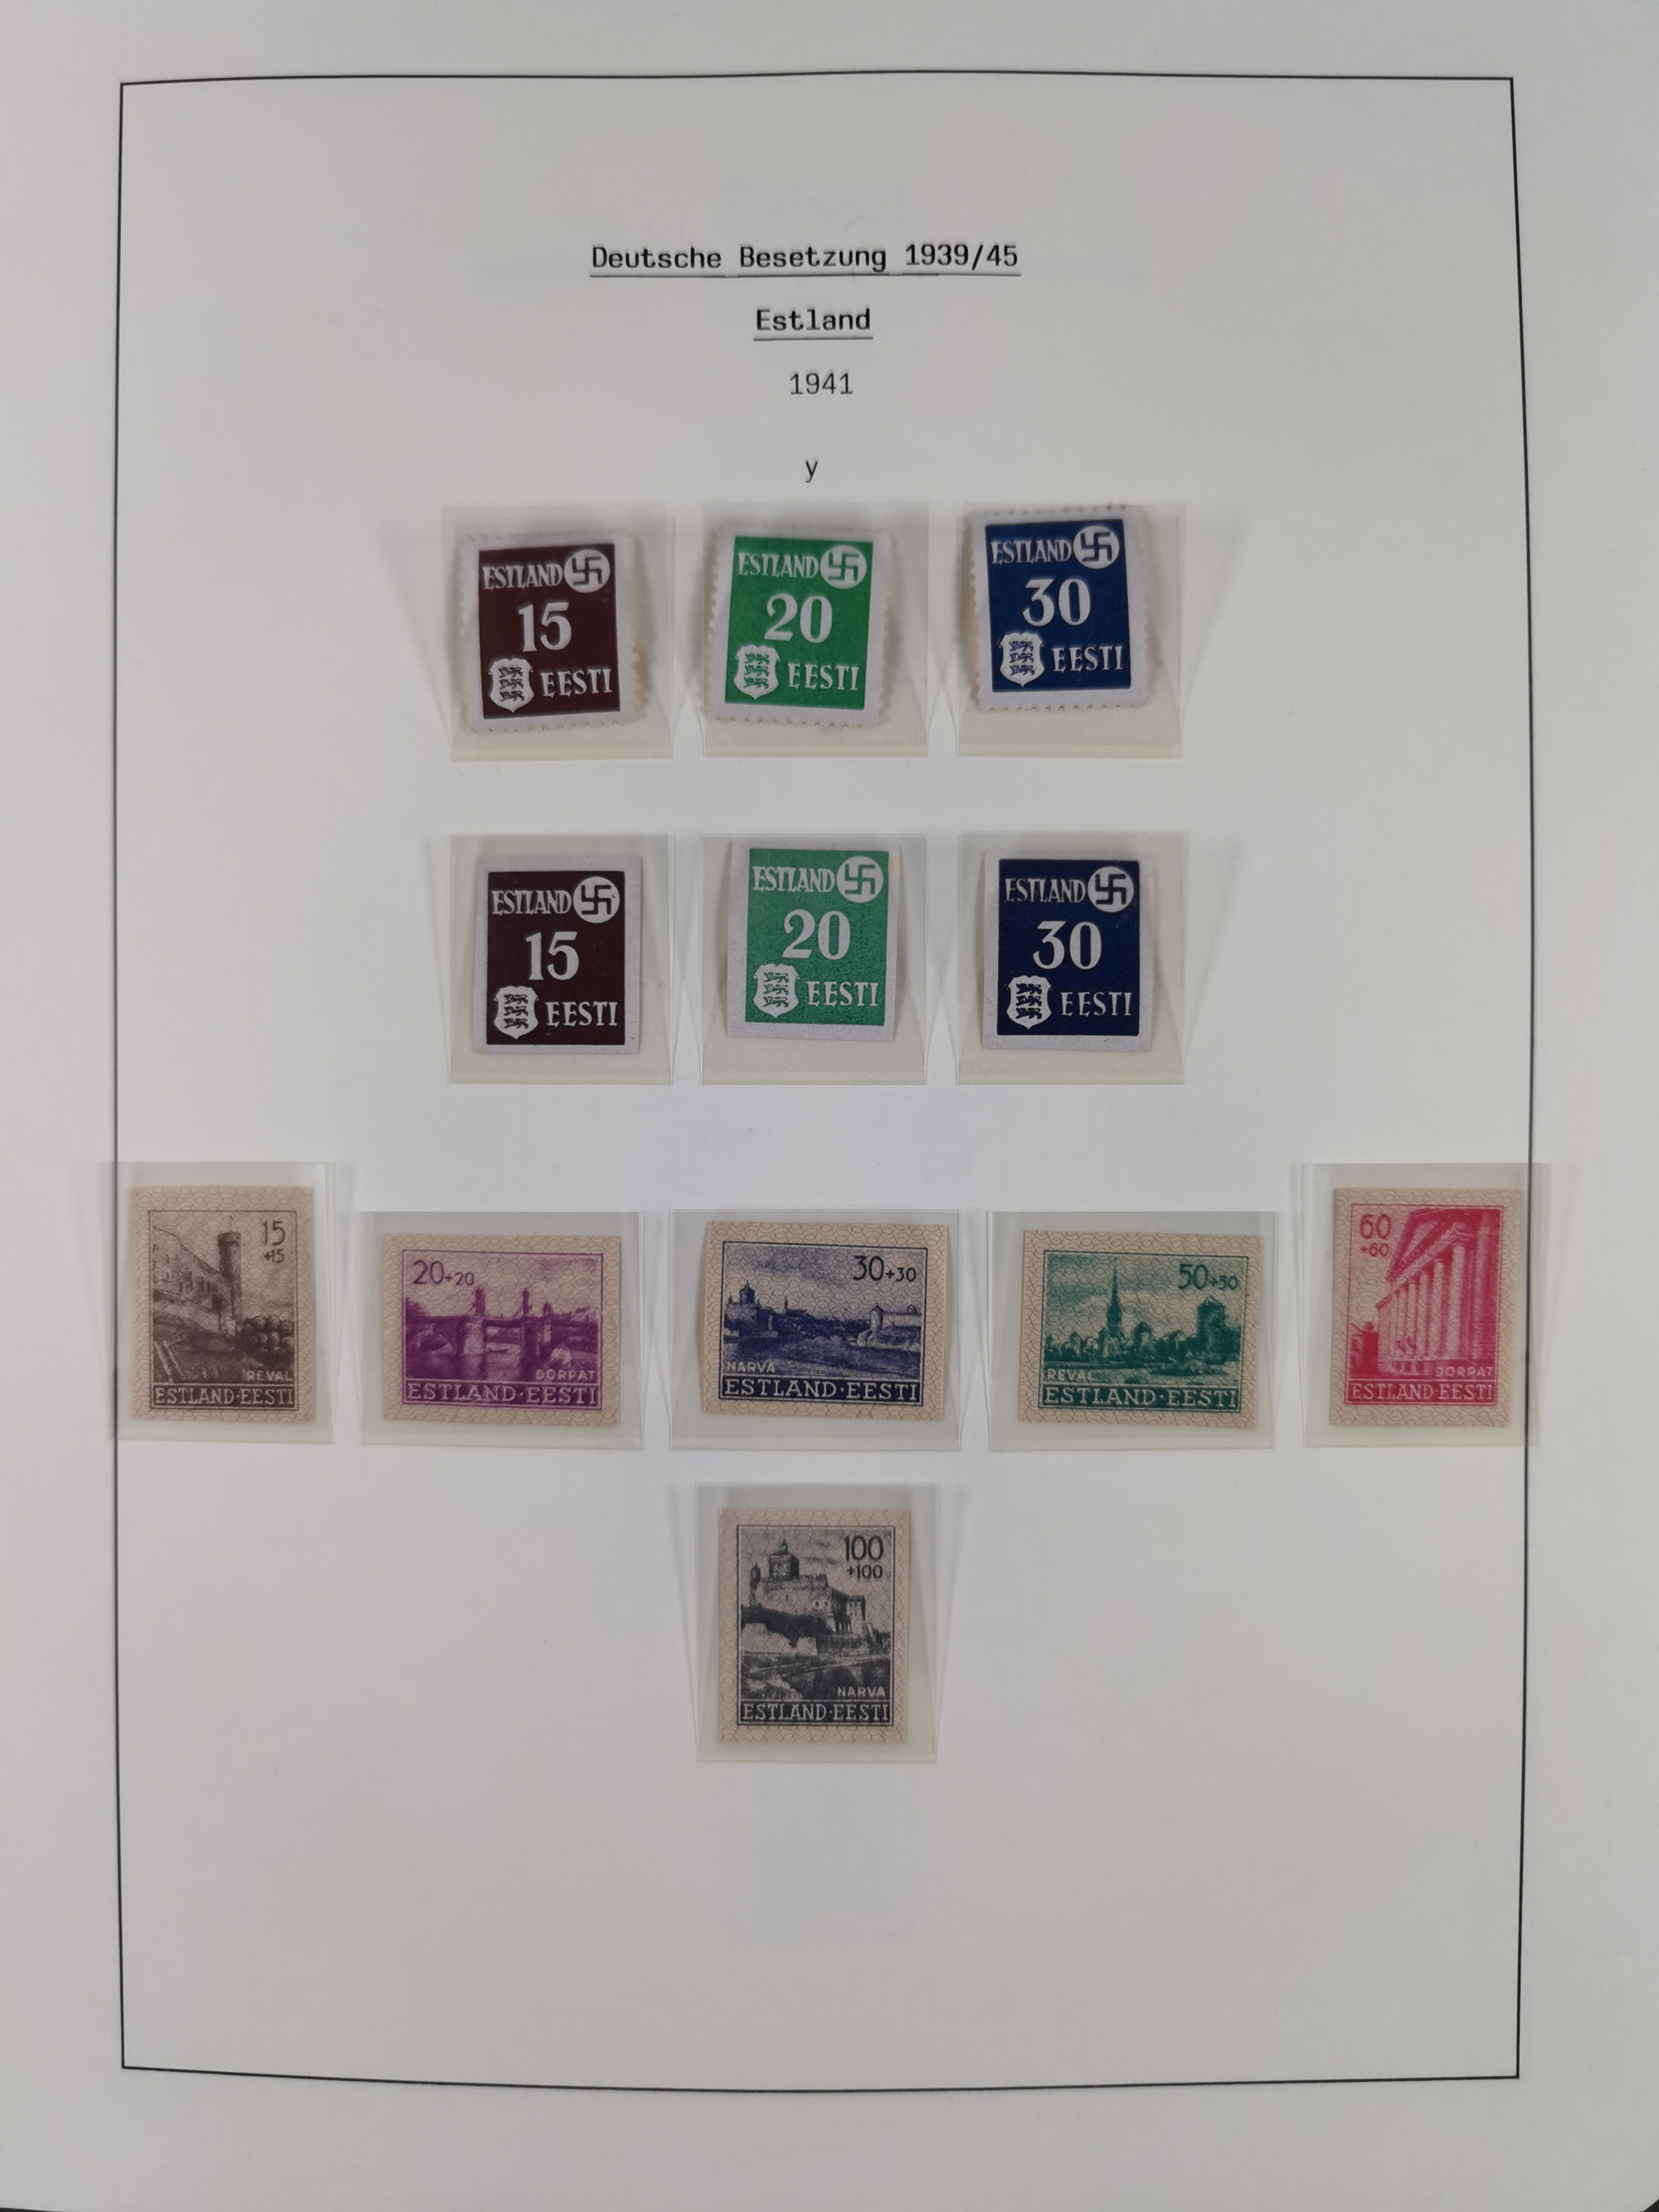 Deutsche Besetzung 1939/45
Estland
1941
y
ESTLAND
15
EESTI
ESTLAND
20
EESTI
ESTLAND
30
EESTI
ESTLAND
15
EESTI
ESTLAND
20
EESTI
ESTLAND
30
EESTI
15
+15
REVAL
ESTLAND·EESTI
20+20
DORPAT
ESTLAND·EESTI
30+30
NARVA
ESTLAND·EESTI
50+50
REVAL
ESTLAND·EESTI
60
+60
DORPAT
ESTLAND·EESTI
100
+100
NARVA
ESTLAND·EESTI